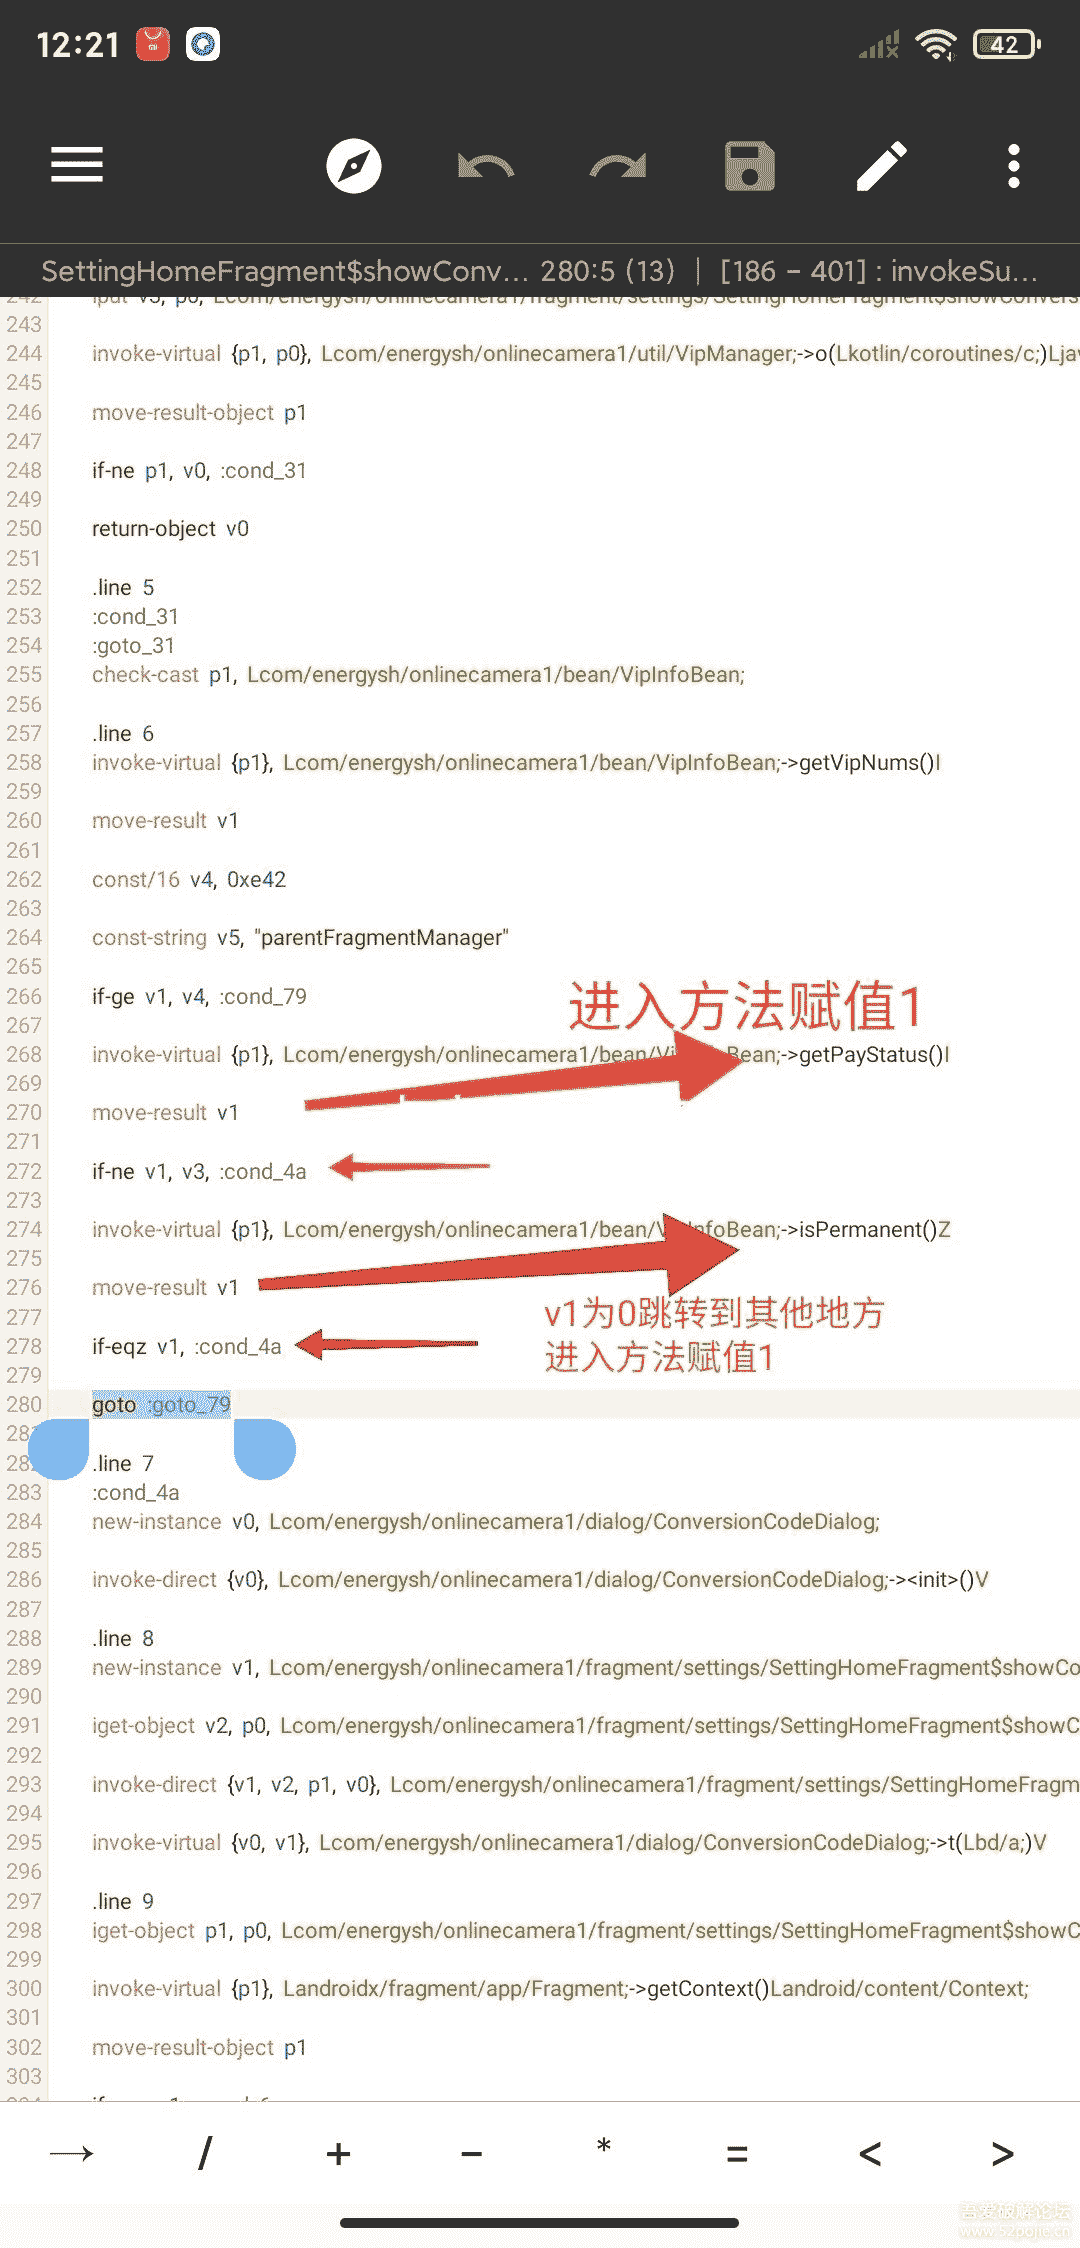 12:21
42
SettingHomeFragment$showConv... 280:5 (13) | [186 – 401] : invokeSu...
243
244 invoke-virtual {p1, p0}, Lcom/energysh/onlinecamera1/util/VipManager;->o(Lkotlin/coroutines/c;)Ljav
245
246 move-result-object p1
247
248 if-ne p1, v0, :cond_31
249
250 return-object v0
251
252 .line 5
253 :cond_31
254 :goto_31
255 check-cast p1, Lcom/energysh/onlinecamera1/bean/VipInfoBean;
256
257 .line 6
258 invoke-virtual {p1}, Lcom/energysh/onlinecamera1/bean/VipInfoBean;->getVipNums()I
259
260 move-result v1
261
262 const/16 v4, 0xe42
263
264 const-string v5, "parentFragmentManager"
265
266 if-ge v1, v4, :cond_79
进入方法赋值1
267
268 invoke-virtual {p1}, Lcom/energysh/onlinecamera1/bean/Vi Bean;->getPayStatus()I
269
270 move-result v1
271
272 if-ne v1, v3, :cond_4a
273
274 invoke-virtual {p1}, Lcom/energysh/onlinecamera1/bean/V nfoBean;->isPermanent()Z
275
276 move-result v1
277
v1为0跳转到其他地方
278 if-eqz v1, :cond_4a
进入方法赋值1
279
280 goto :goto_79
28
28 .line 7
283 :cond_4a
284 new-instance v0, Lcom/energysh/onlinecamera1/dialog/ConversionCodeDialog;
285
286 invoke-direct {v0}, Lcom/energysh/onlinecamera1/dialog/ConversionCodeDialog;-><init>()V
287
288 .line 8
289 new-instance v1, Lcom/energysh/onlinecamera1/fragment/settings/SettingHomeFragment$showCo
290
291 iget-object v2, p0, Lcom/energysh/onlinecamera1/fragment/settings/SettingHomeFragment$showC
292
293 invoke-direct {v1, v2, p1, v0}, Lcom/energysh/onlinecamera1/fragment/settings/SettingHomeFragm
294
295 invoke-virtual {v0, v1}, Lcom/energysh/onlinecamera1/dialog/ConversionCodeDialog;->t(Lbd/a;)V
296
297 .line 9
298 iget-object p1, p0, Lcom/energysh/onlinecamera1/fragment/settings/SettingHomeFragment$showC
299
300 invoke-virtual {p1}, Landroidx/fragment/app/Fragment;->getContext()Landroid/content/Context;
301
302 move-result-object p1
303
→ / + − * = < >
吾爱破解论坛
www.52pojie.cn